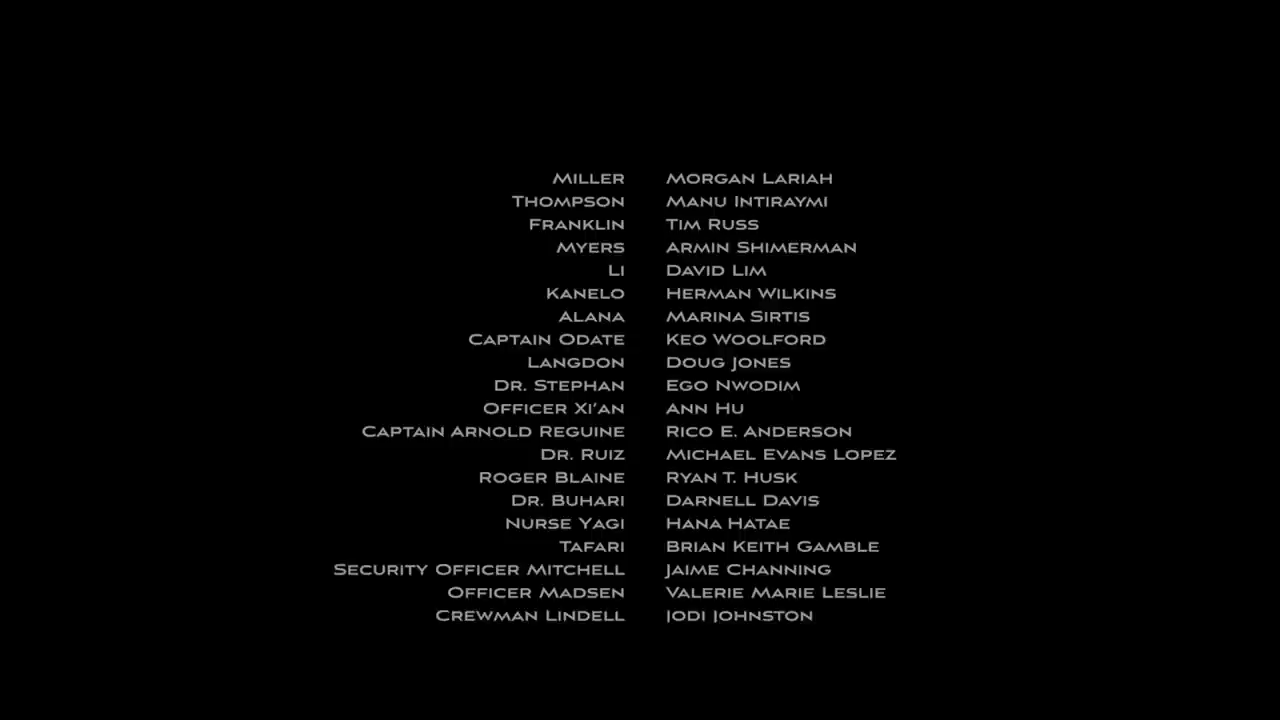 Miller Morgan Lariah
Thompson Manu Intiraymi
Franklin Tim Russ
Myers Armin Shimerman
Li David Lim
Kanelo Herman Wilkins
Alana Marina Sirtis
Captain Odate Keo Woolford
Langdon Doug Jones
Dr. Stephan Ego Nwodim
Officer Xi'an Ann Hu
Captain Arnold Reguine Rico E. Anderson
Dr. Ruiz Michael Evans Lopez
Roger Blaine Ryan T. Husk
Dr. Buhari Darnell Davis
Nurse Yagi Hana Hatae
Tafari Brian Keith Gamble
Security Officer Mitchell Jaime Channing
Officer Madsen Valerie Marie Leslie
Crewman Lindell Jodi Johnston